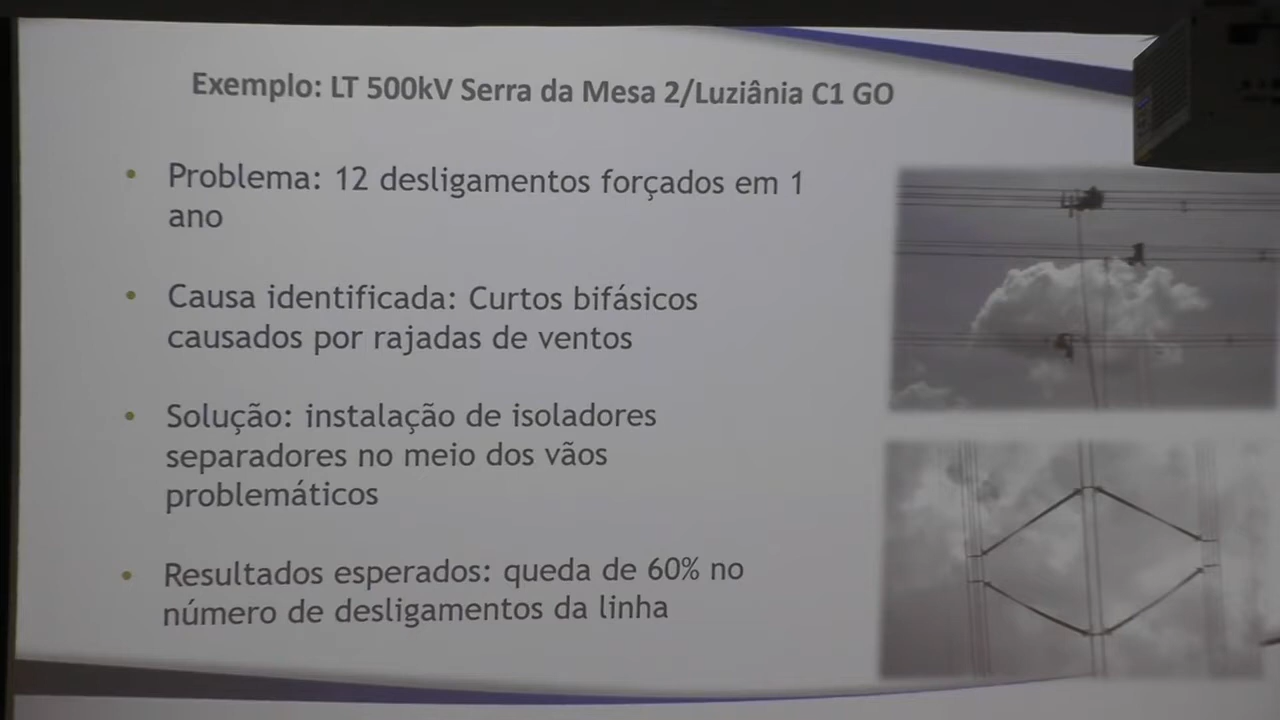 Exemplo: LT 500kV Serra da Mesa 2/Luziânia C1 GO
• Problema: 12 desligamentos forçados em 1
ano
• Causa identificada: Curtos bifásicos
causados por rajadas de ventos
• Solução: instalação de isoladores
separadores no meio dos vãos
problemáticos
• Resultados esperados: queda de 60% no
número de desligamentos da linha